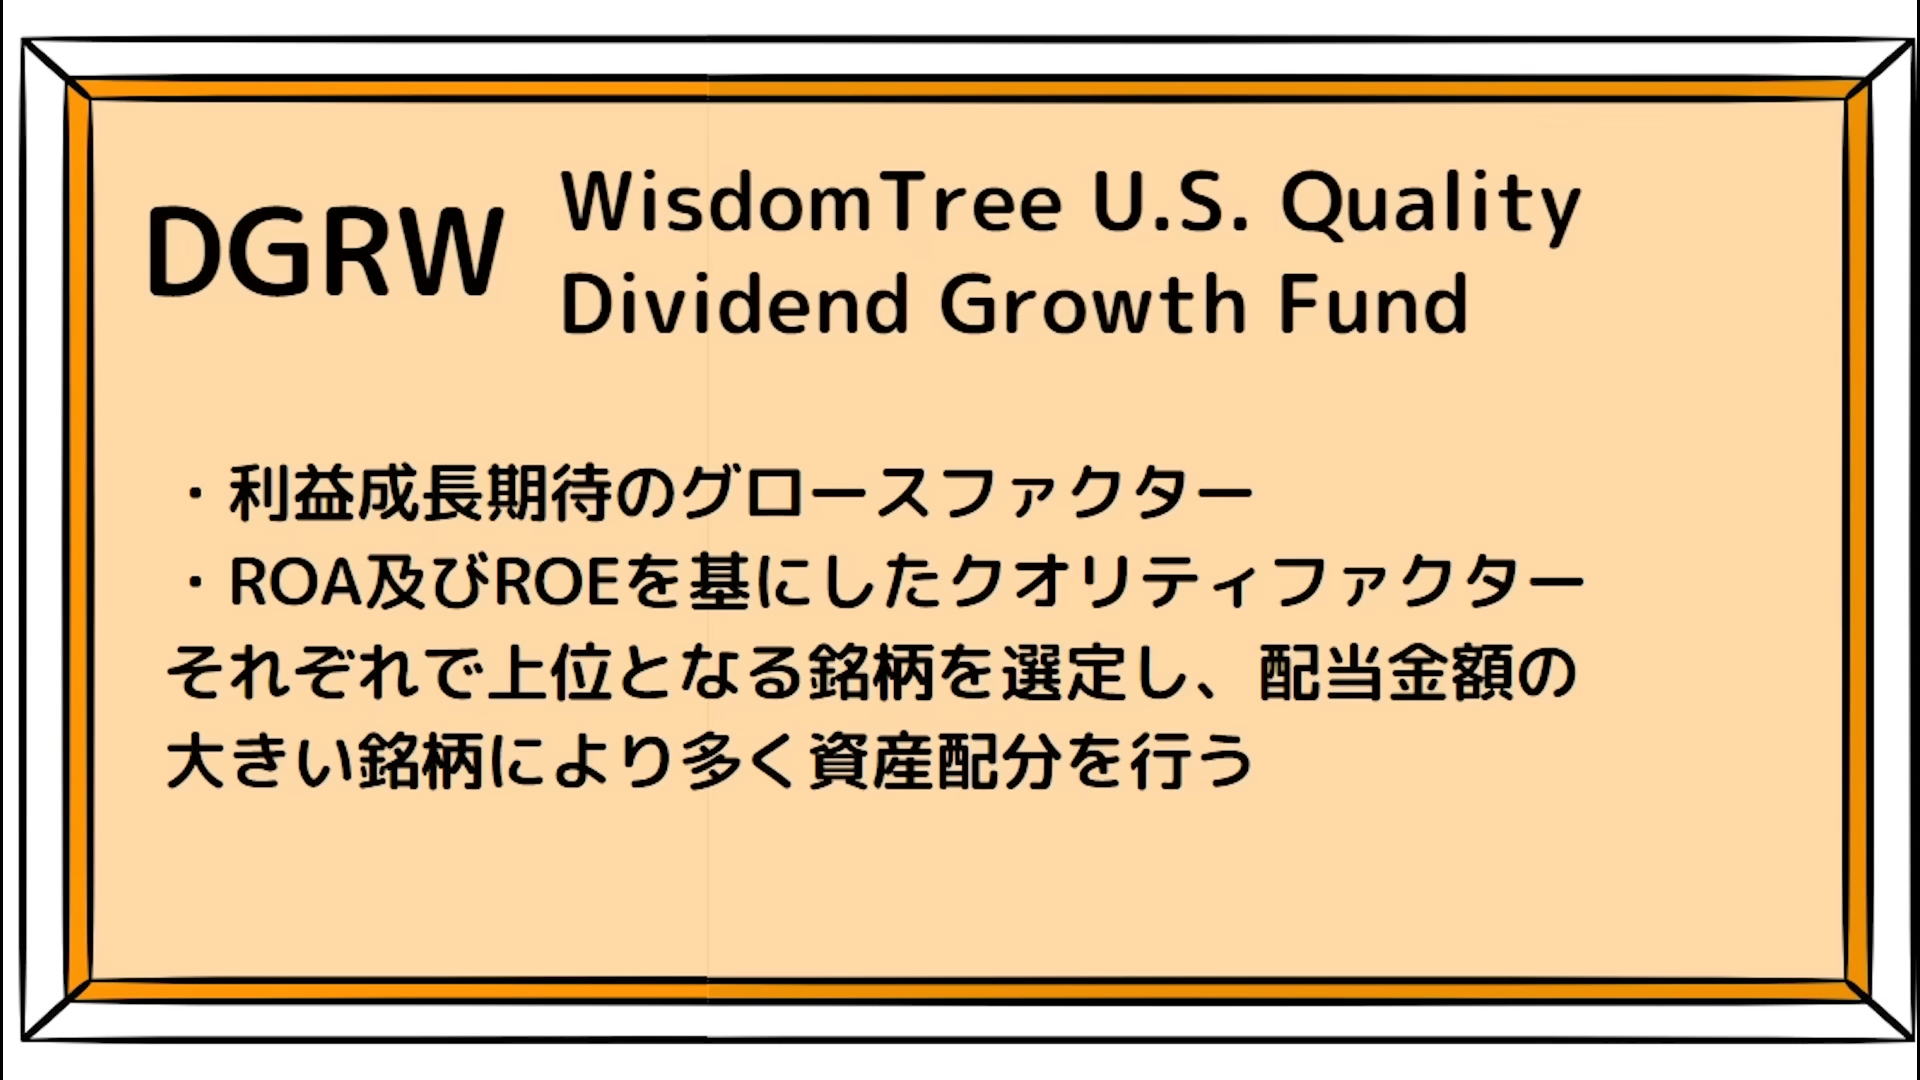 DGRW
WisdomTree U.S. Quality
Dividend Growth Fund
・利益成長期待のグロースファクター
・ROA及びROEを基にしたクオリティファクター
それぞれで上位となる銘柄を選定し、配当金額の
大きい銘柄により多く資産配分を行う